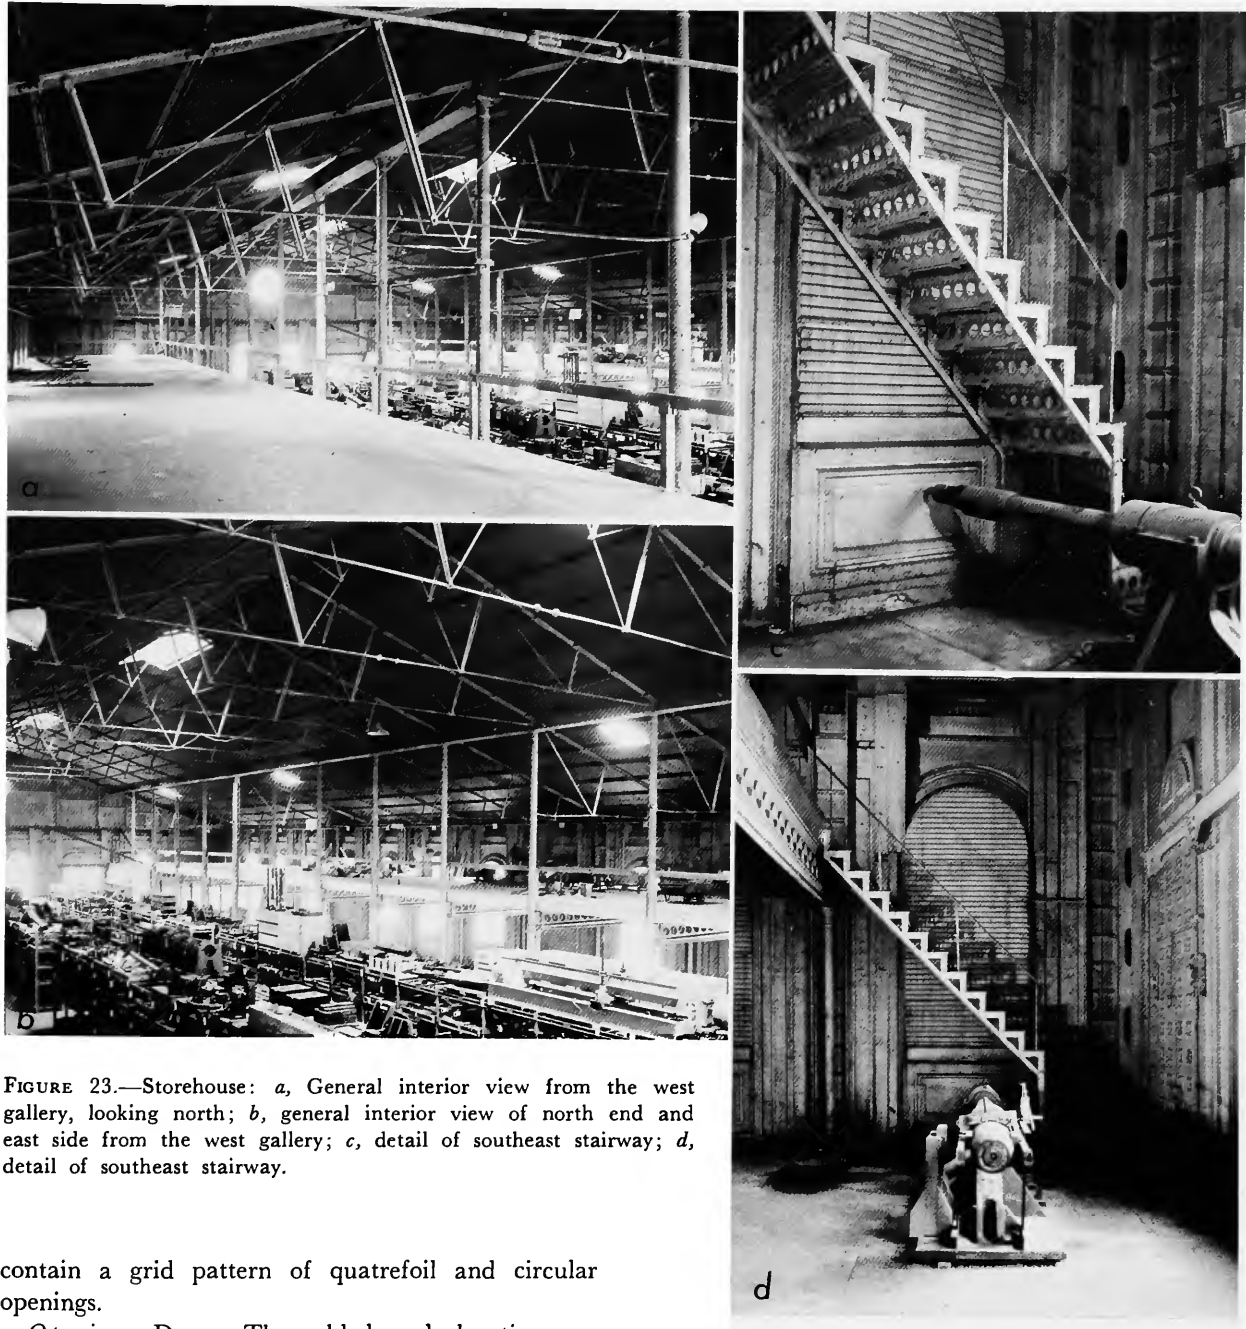 a
b
c
d
FIGURE 23.—Storehouse: a, General interior view from the west
gallery, looking north; b, general interior view of north end and
east side from the west gallery; c, detail of southeast stairway; d,
detail of southeast stairway.
contain a grid pattern of quatrefoil and circular
openings.